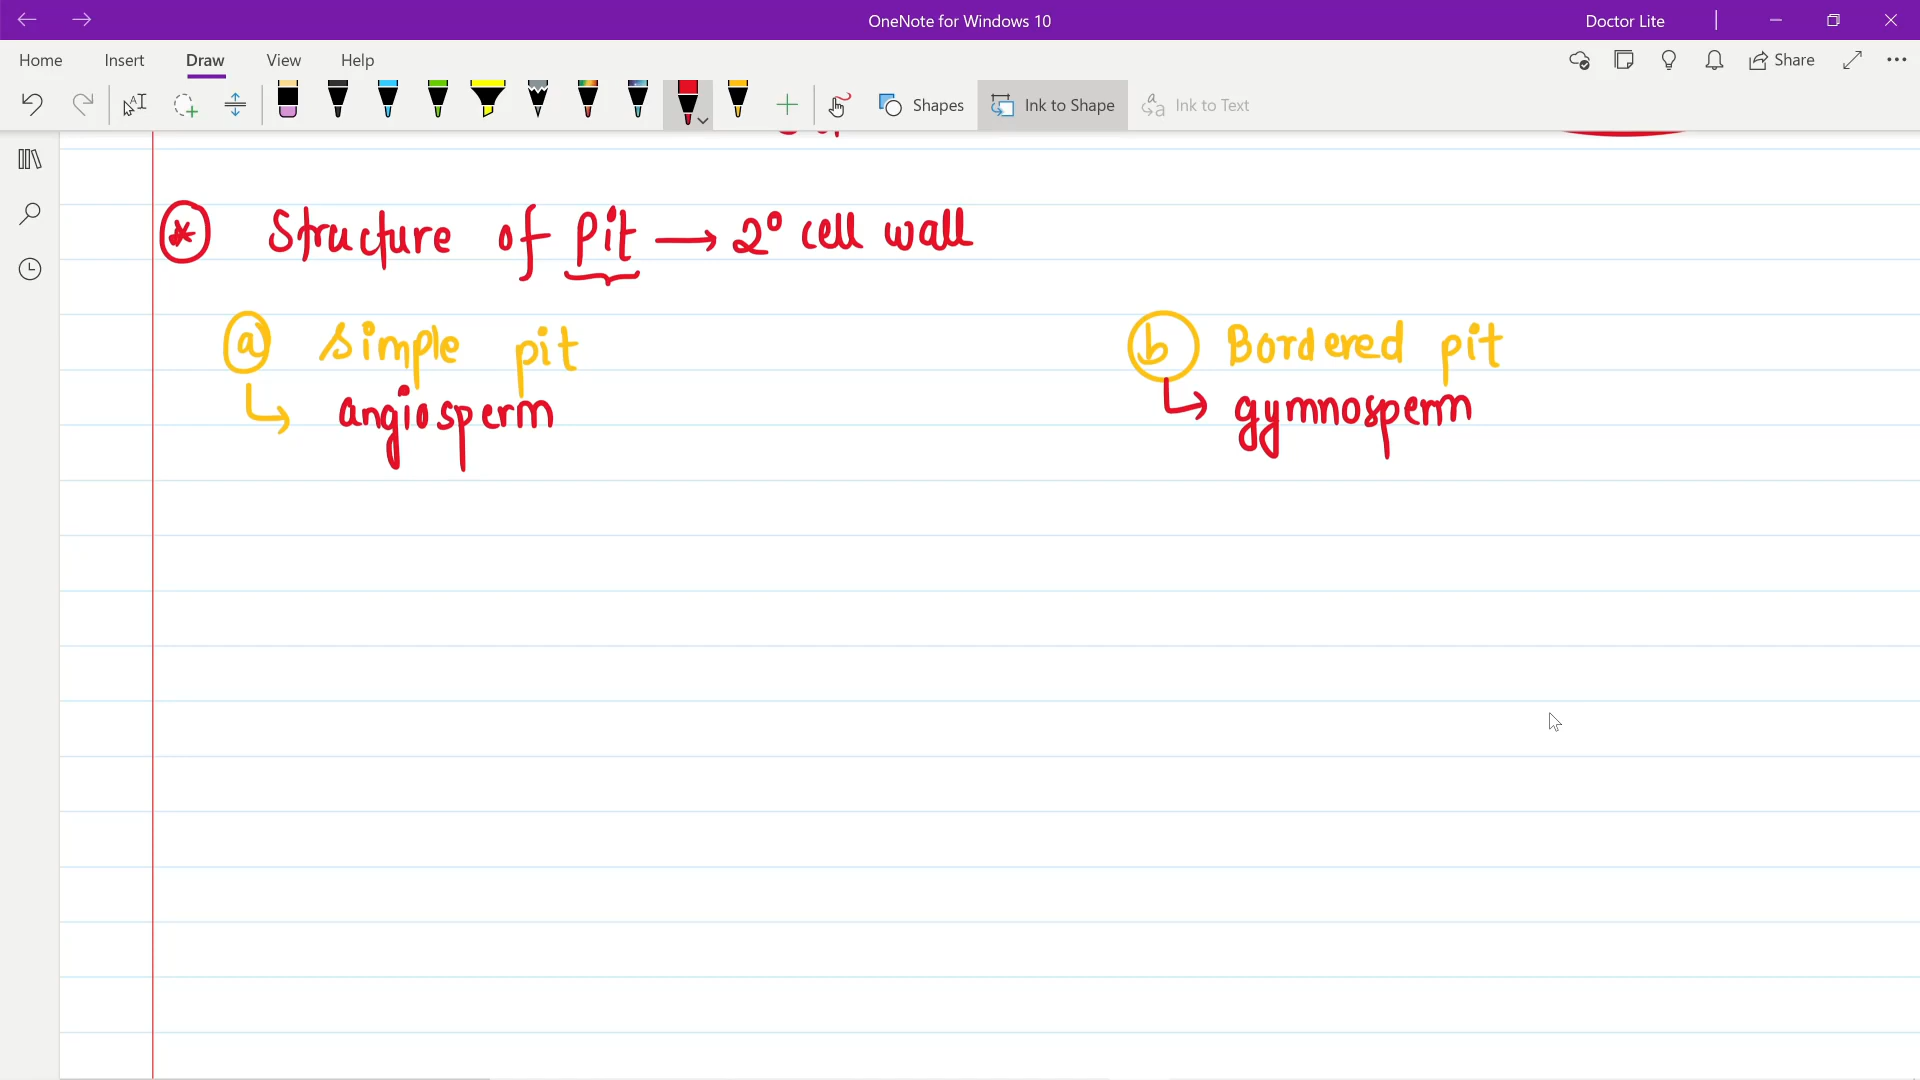 OneNote for Windows 10
Doctor Lite
Home Insert Draw View Help
Share
Shapes Ink to Shape Ink to Text
* Structure of Pit → 2° cell wall
a Simple pit
b Bordered pit
angiosperm
gymnosperm